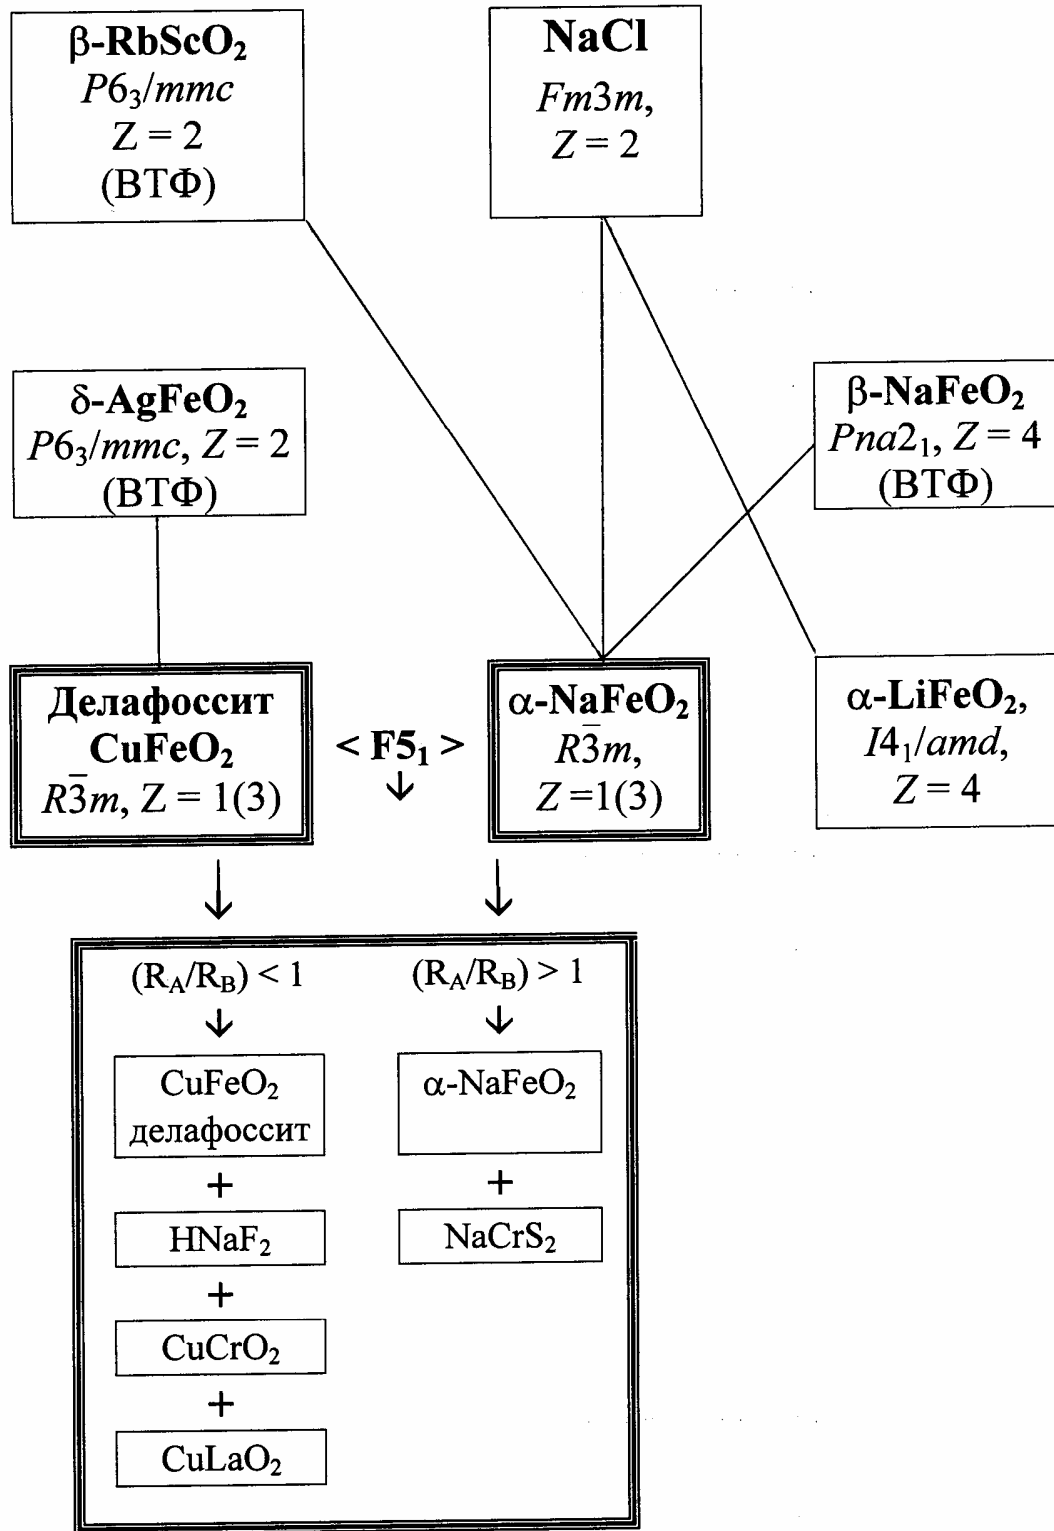 β-RbScO₂
P6₃/mmc
Z = 2
(ВТФ)
NaCl
Fm3m,
Z = 2
δ-AgFeO₂
P6₃/mmc, Z = 2
(ВТФ)
β-NaFeO₂
Pna2₁, Z = 4
(ВТФ)
Делафоссит
CuFeO₂
R3̄m, Z = 1(3)
< F5₁ >
↓
α-NaFeO₂
R3̄m,
Z =1(3)
α-LiFeO₂,
I4₁/amd,
Z = 4
↓ ↓
(R_A/R_B) < 1 (R_A/R_B) > 1
↓ ↓
CuFeO₂
делафоссит
α-NaFeO₂
+ +
HNaF₂ NaCrS₂
+
CuCrO₂
+
CuLaO₂